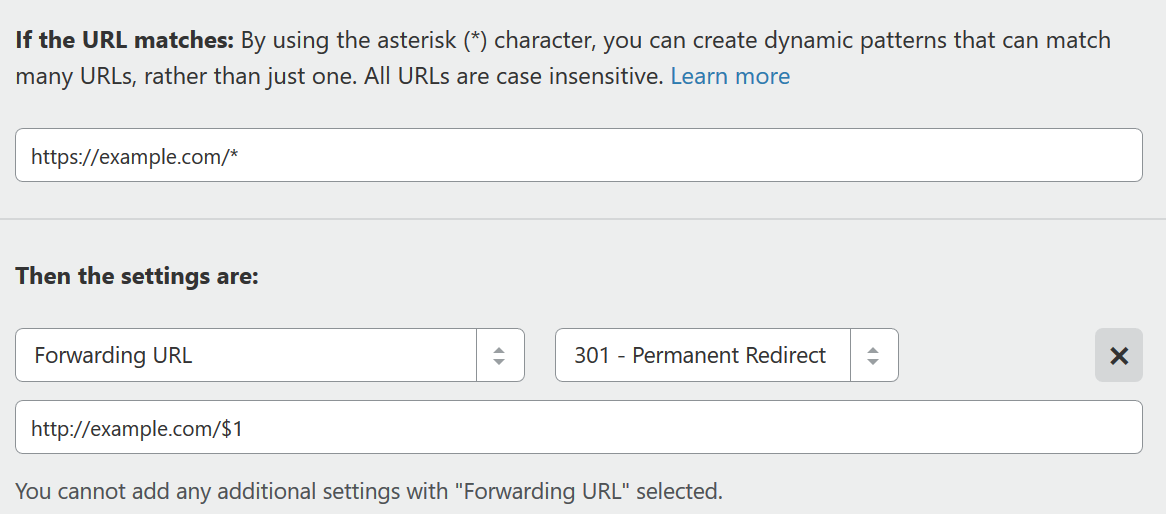 If the URL matches: By using the asterisk (*) character, you can create dynamic patterns that can match
many URLs, rather than just one. All URLs are case insensitive. Learn more
https://example.com/*
Then the settings are:
Forwarding URL
301 - Permanent Redirect
http://example.com/$1
You cannot add any additional settings with "Forwarding URL" selected.